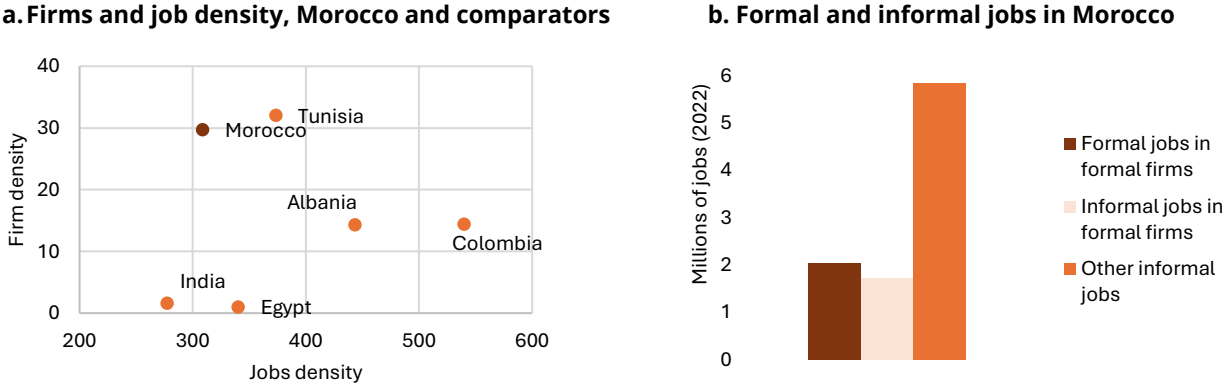 a. Firms and job density, Morocco and comparators
40
30
20
10
0
Firm density
200
300
400
500
600
Jobs density
Tunisia
Morocco
Albania
Colombia
India
Egypt
b. Formal and informal jobs in Morocco
6
5
4
3
2
1
0
Millions of jobs (2022)
Formal jobs in
formal firms
Informal jobs in
formal firms
Other informal
jobs